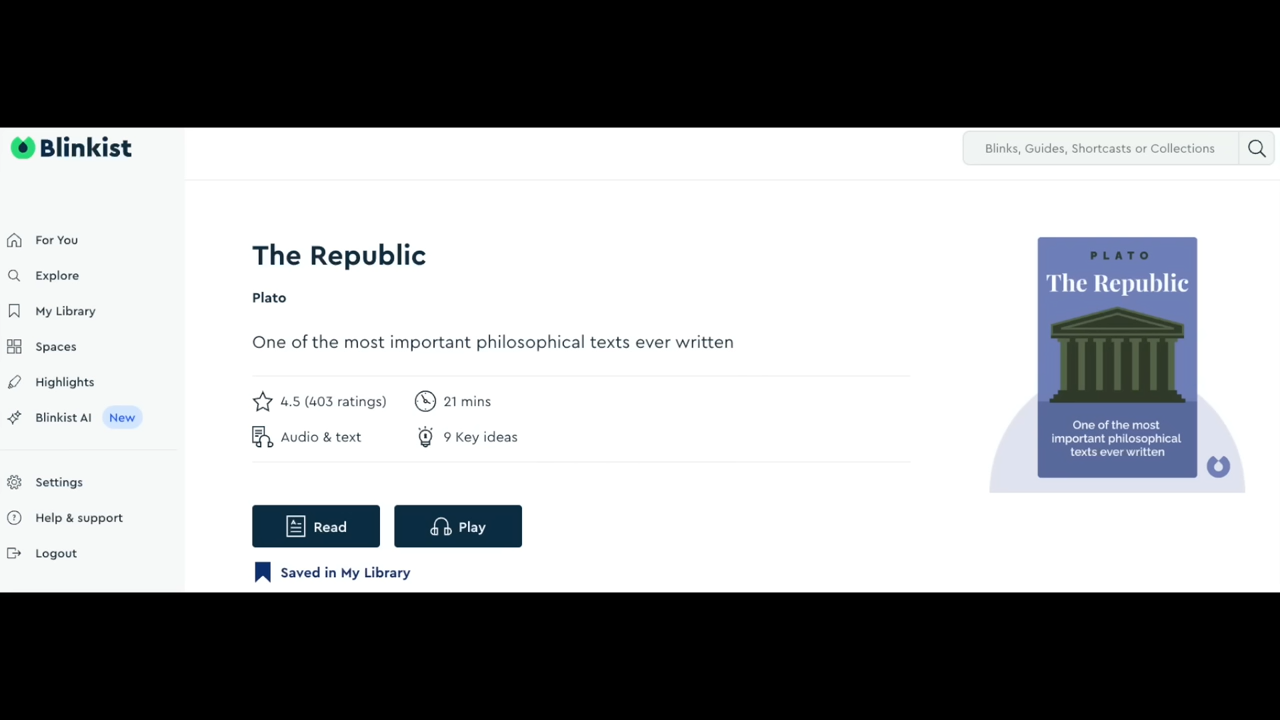 Blinkist
Blinks, Guides, Shortcasts or Collections
For You
Explore
My Library
Spaces
Highlights
Blinkist AI New
Settings
Help & support
Logout
The Republic
Plato
One of the most important philosophical texts ever written
4.5 (403 ratings) 21 mins
Audio & text 9 Key ideas
Read Play
Saved in My Library
PLATO
The Republic
One of the most
important philosophical
texts ever written